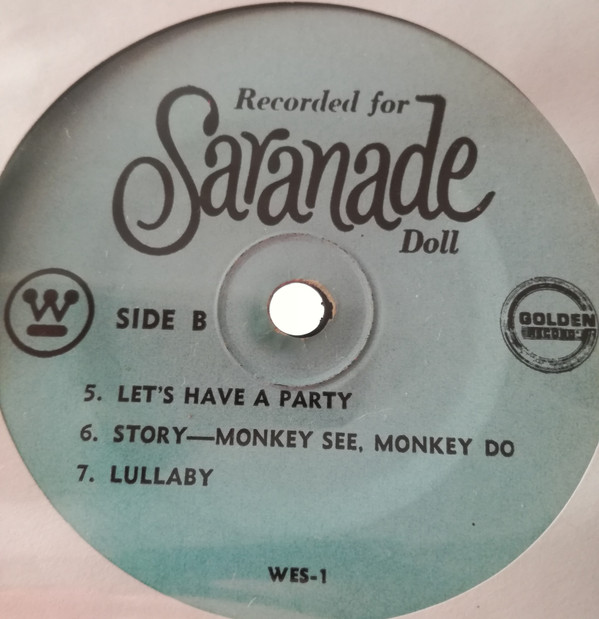 Recorded for
Saranade
Doll
W
SIDE B
GOLDEN
RECORD
5. LET'S HAVE A PARTY
6. STORY—MONKEY SEE, MONKEY DO
7. LULLABY
WES-1